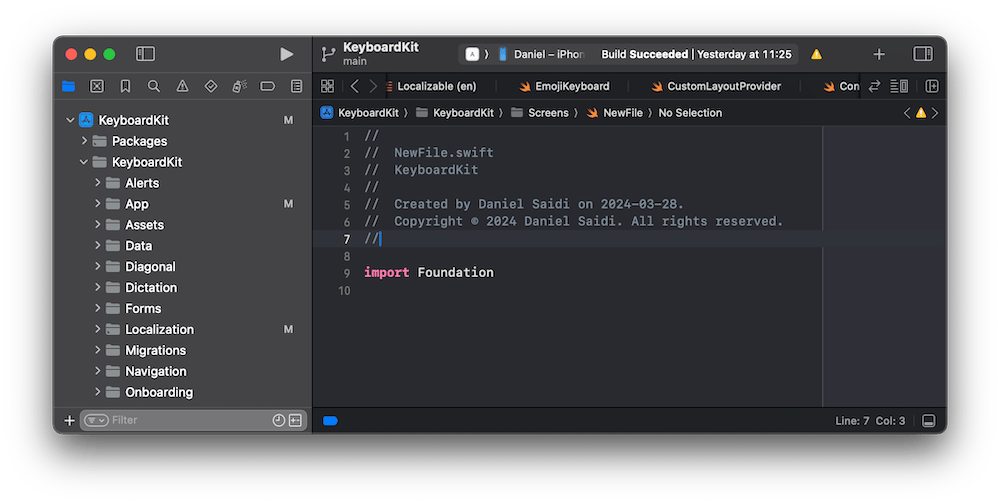 KeyboardKit
main
Daniel – iPhon
Build Succeeded | Yesterday at 11:25
Localizable (en)
EmojiKeyboard
CustomLayoutProvider
Con
KeyboardKit M
Packages
KeyboardKit
Alerts
App M
Assets
Data
Diagonal
Dictation
Forms
Localization M
Migrations
Navigation
Onboarding
Filter
KeyboardKit 〉 KeyboardKit 〉 Screens 〉 NewFile 〉 No Selection
1 //
2 // NewFile.swift
3 // KeyboardKit
4 //
5 // Created by Daniel Saidi on 2024-03-28.
6 // Copyright © 2024 Daniel Saidi. All rights reserved.
7 //
8
9 import Foundation
10
Line: 7 Col: 3